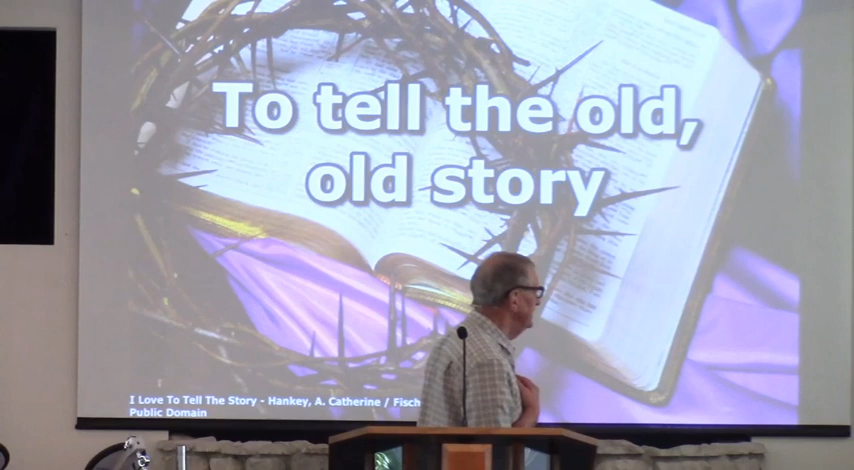 To tell the old,
old story
I Love To Tell The Story - Hankey, A. Catherine / Fisch
Public Domain